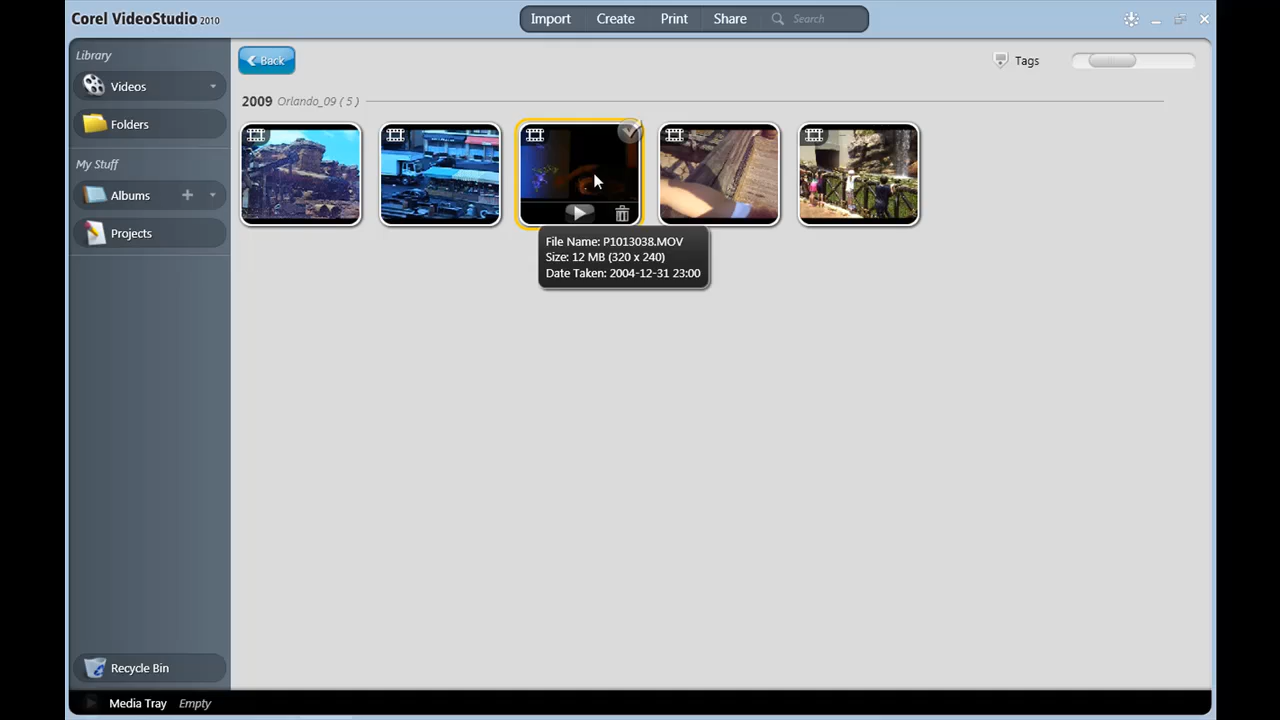 Corel VideoStudio 2010
Import Create Print Share Search
Library
Videos
Folders
My Stuff
Albums
Projects
Recycle Bin
Back
Tags
2009 Orlando_09 ( 5 )
File Name: P1013038.MOV
Size: 12 MB (320 x 240)
Date Taken: 2004-12-31 23:00
Media Tray Empty